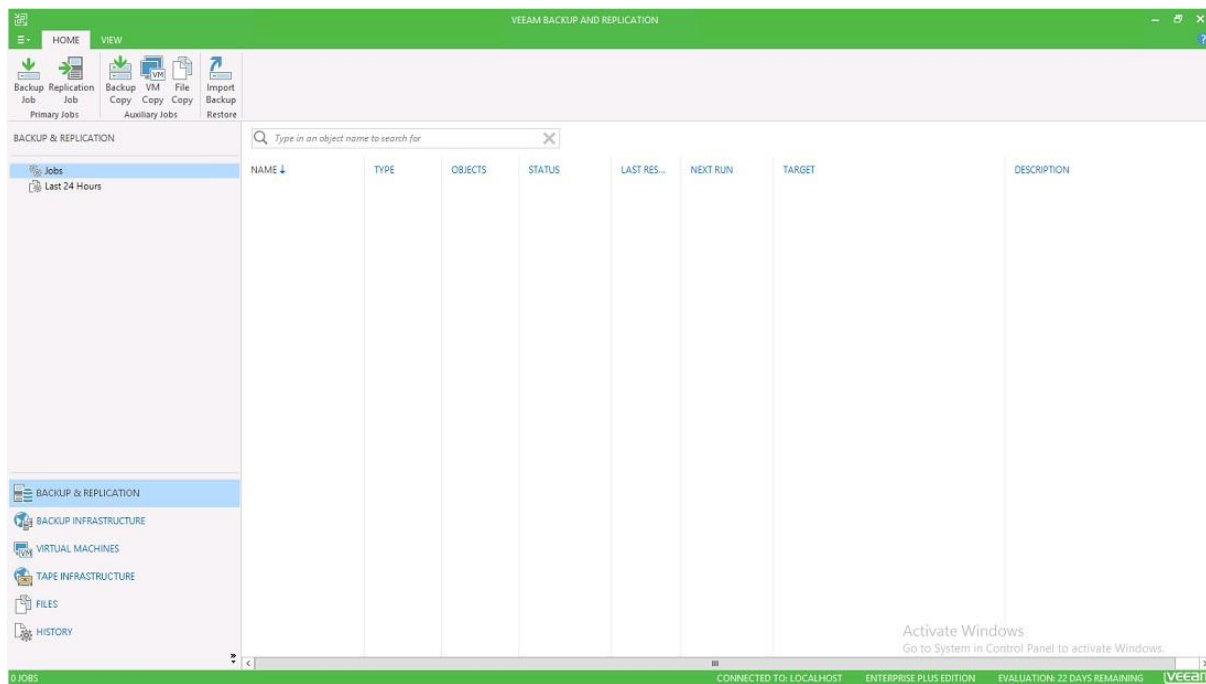 VEEAM BACKUP AND REPLICATION
HOME VIEW
Backup Job
Replication Job
Backup Copy
VM Copy
File Copy
Import Backup
Primary Jobs Auxiliary Jobs Restore
BACKUP & REPLICATION
Type in an object name to search for
Jobs
Last 24 Hours
NAME TYPE OBJECTS STATUS LAST RES... NEXT RUN TARGET DESCRIPTION
BACKUP & REPLICATION
BACKUP INFRASTRUCTURE
VIRTUAL MACHINES
TAPE INFRASTRUCTURE
FILES
HISTORY
Activate Windows
Go to System in Control Panel to activate Windows.
0 JOBS CONNECTED TO: LOCALHOST ENTERPRISE PLUS EDITION EVALUATION: 22 DAYS REMAINING veeam